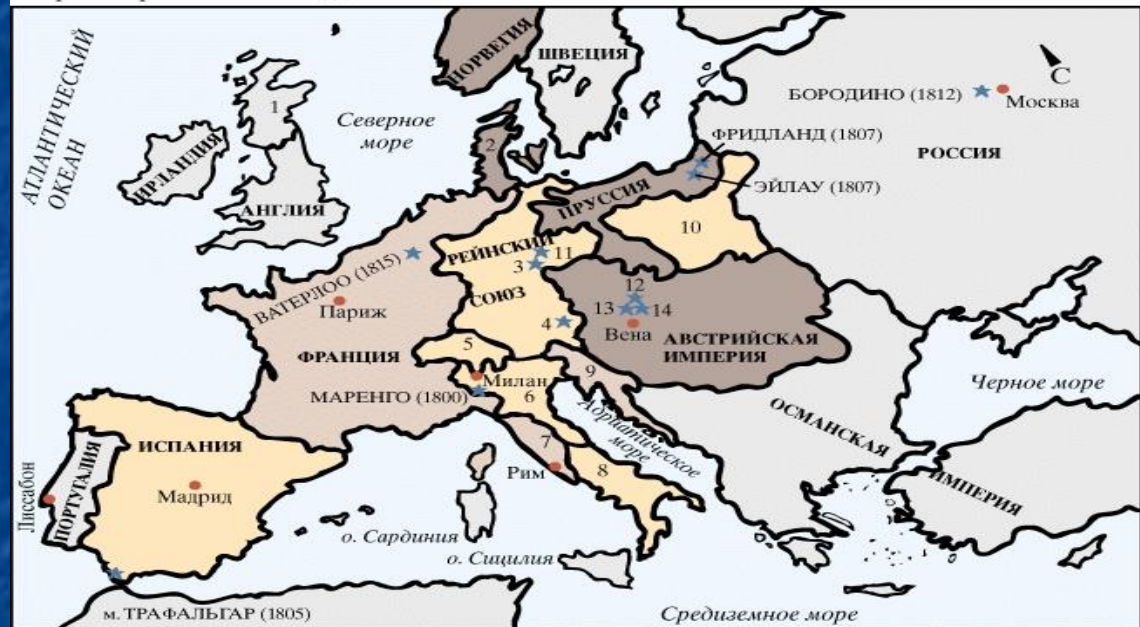 АТЛАНТИЧЕСКИЙ
ОКЕАН
НОРВЕГИЯ
ШВЕЦИЯ
С
БОРОДИНО (1812)
Москва
1
Северное
море
2
ФРИДЛАНД (1807)
РОССИЯ
ИРЛАНДИЯ
ЭЙЛАУ (1807)
ПРУССИЯ
АНГЛИЯ
10
РЕЙНСКИЙ
СОЮЗ
11
3
ВАТЕРЛОО (1815)
12
13
14
Париж
4
Вена
АВСТРИЙСКАЯ
ИМПЕРИЯ
5
ФРАНЦИЯ
9
Милан
6
МАРЕНГО (1800)
Черное море
Адриатическое
море
ОСМАНСКАЯ
ИМПЕРИЯ
7
8
Рим
ИСПАНИЯ
Мадрид
ПОРТУГАЛИЯ
Лиссабон
о. Сардиния
о. Сицилия
м. ТРАФАЛЬГАР (1805)
Средиземное море